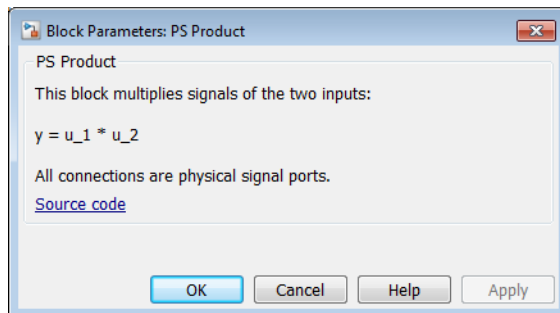 Block Parameters: PS Product
PS Product
This block multiplies signals of the two inputs:
y = u_1 * u_2
All connections are physical signal ports.
Source code
OK Cancel Help Apply